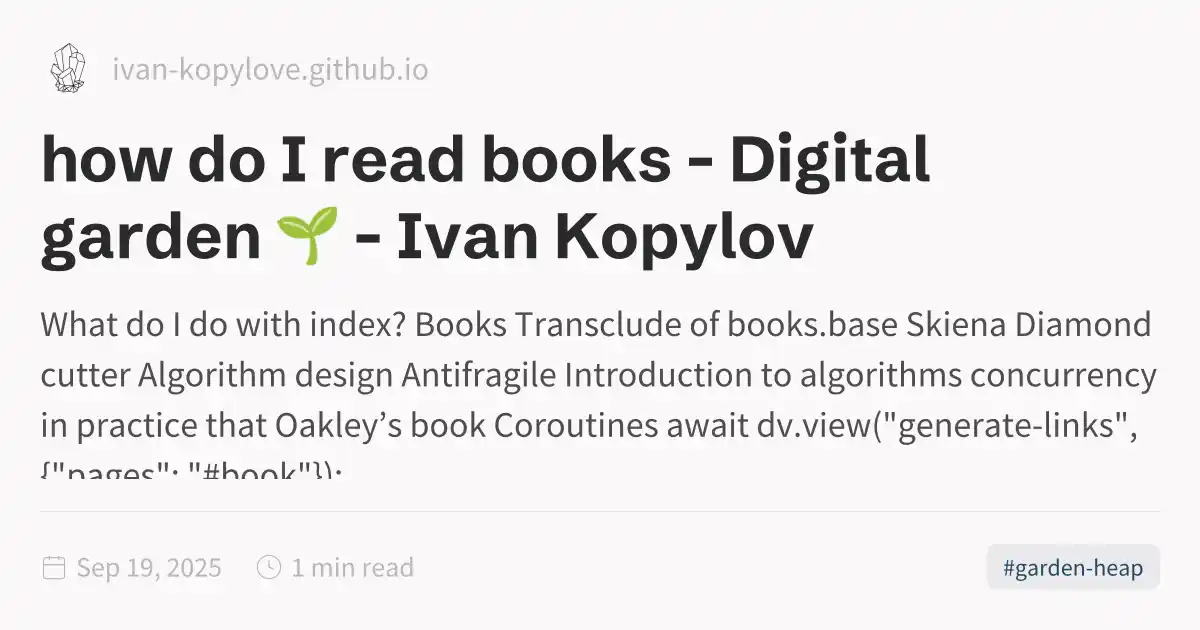 ivan-kopylove.github.io
how do I read books - Digital
garden 🌱 - Ivan Kopylov
What do I do with index? Books Transclude of books.base Skiena Diamond
cutter Algorithm design Antifragile Introduction to algorithms concurrency
in practice that Oakley’s book Coroutines await dv.view("generate-links",
{"pages": "#book"});
Sep 19, 2025
1 min read
#garden-heap